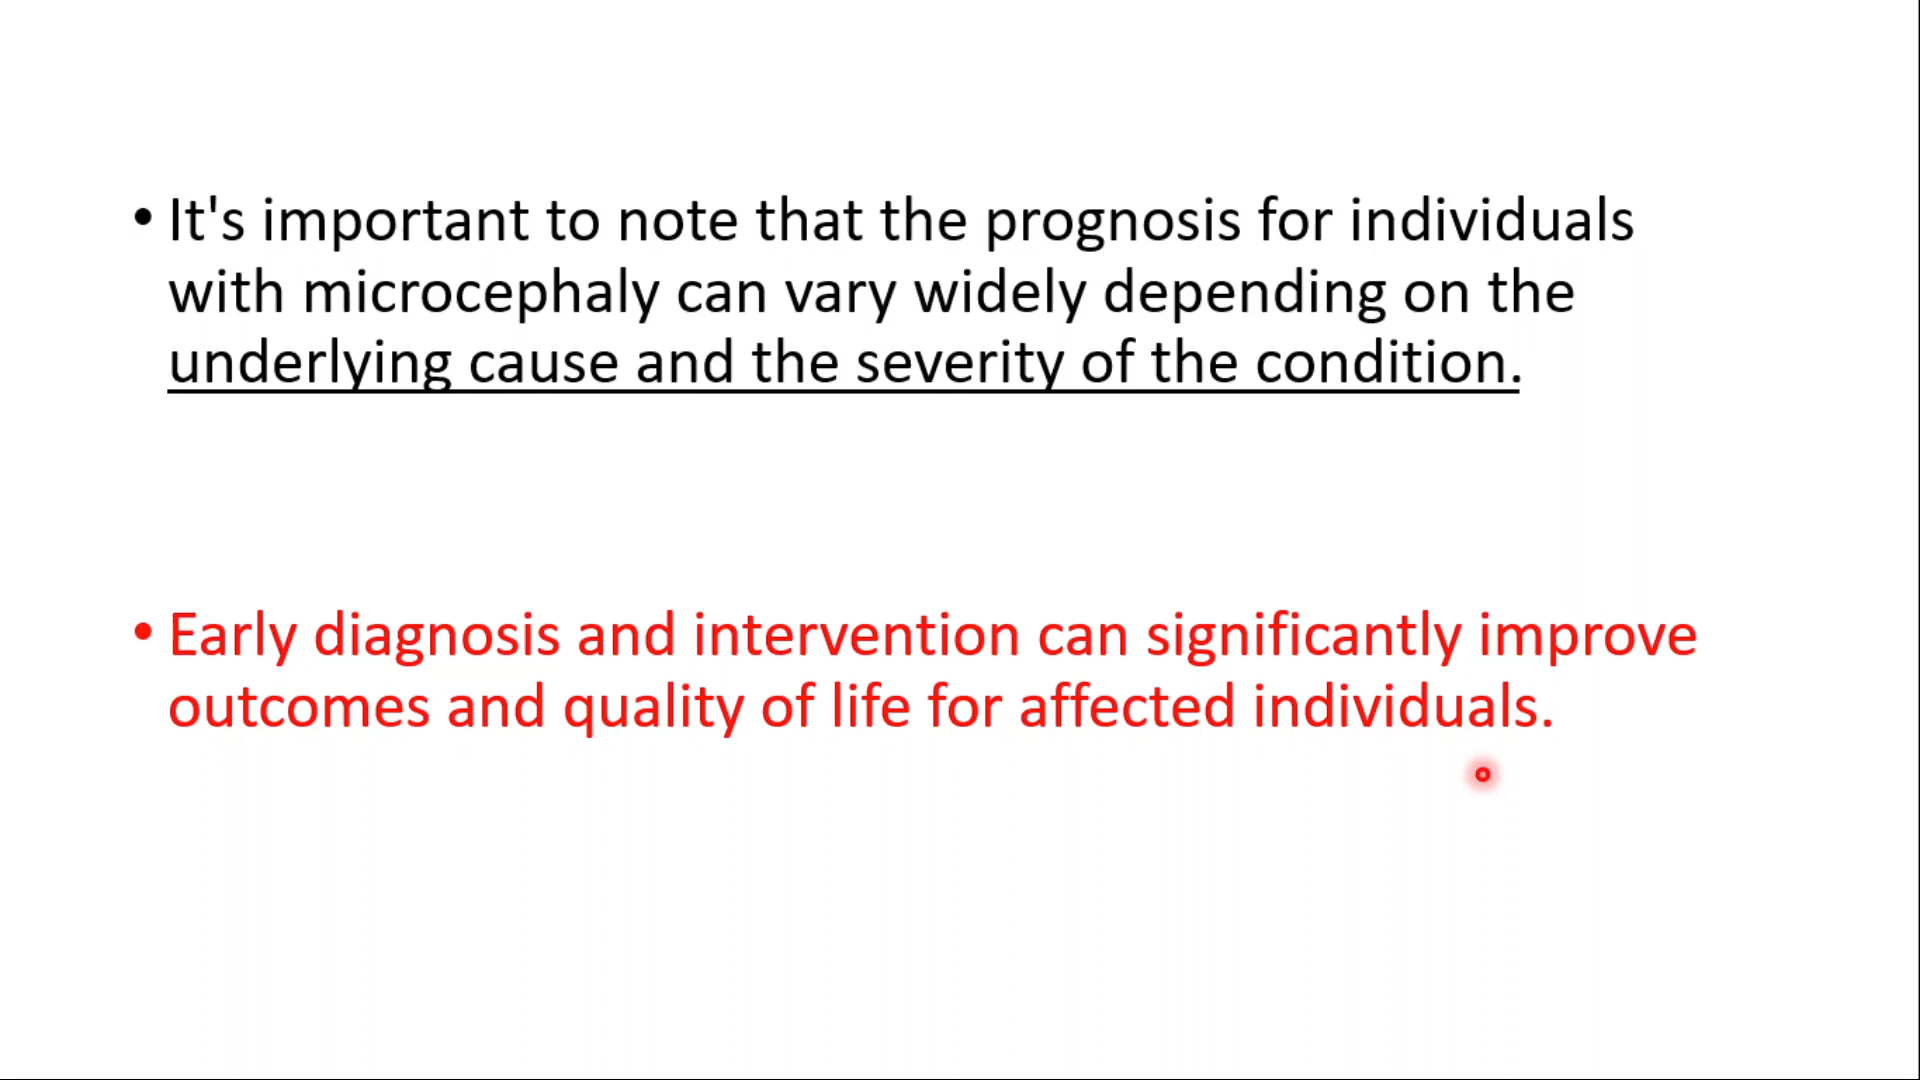 • It's important to note that the prognosis for individuals
with microcephaly can vary widely depending on the
underlying cause and the severity of the condition.
• Early diagnosis and intervention can significantly improve
outcomes and quality of life for affected individuals.